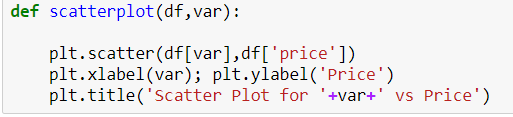 def scatterplot(df,var):
    plt.scatter(df[var],df['price'])
    plt.xlabel(var); plt.ylabel('Price')
    plt.title('Scatter Plot for '+var+' vs Price')